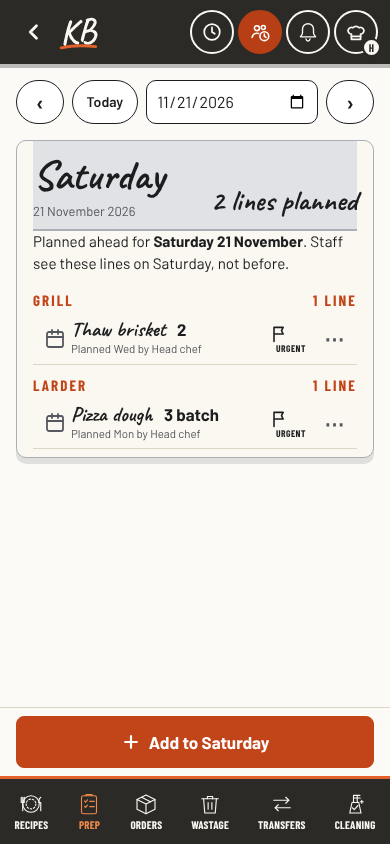 KB
H
‹ Today 11/21/2026 ›
Saturday
21 November 2026 2 lines planned
Planned ahead for Saturday 21 November. Staff
see these lines on Saturday, not before.
GRILL 1 LINE
Thaw brisket 2
Planned Wed by Head chef
URGENT
...
LARDER 1 LINE
Pizza dough 3 batch
Planned Mon by Head chef
URGENT
...
+ Add to Saturday
RECIPES PREP ORDERS WASTAGE TRANSFERS CLEANING